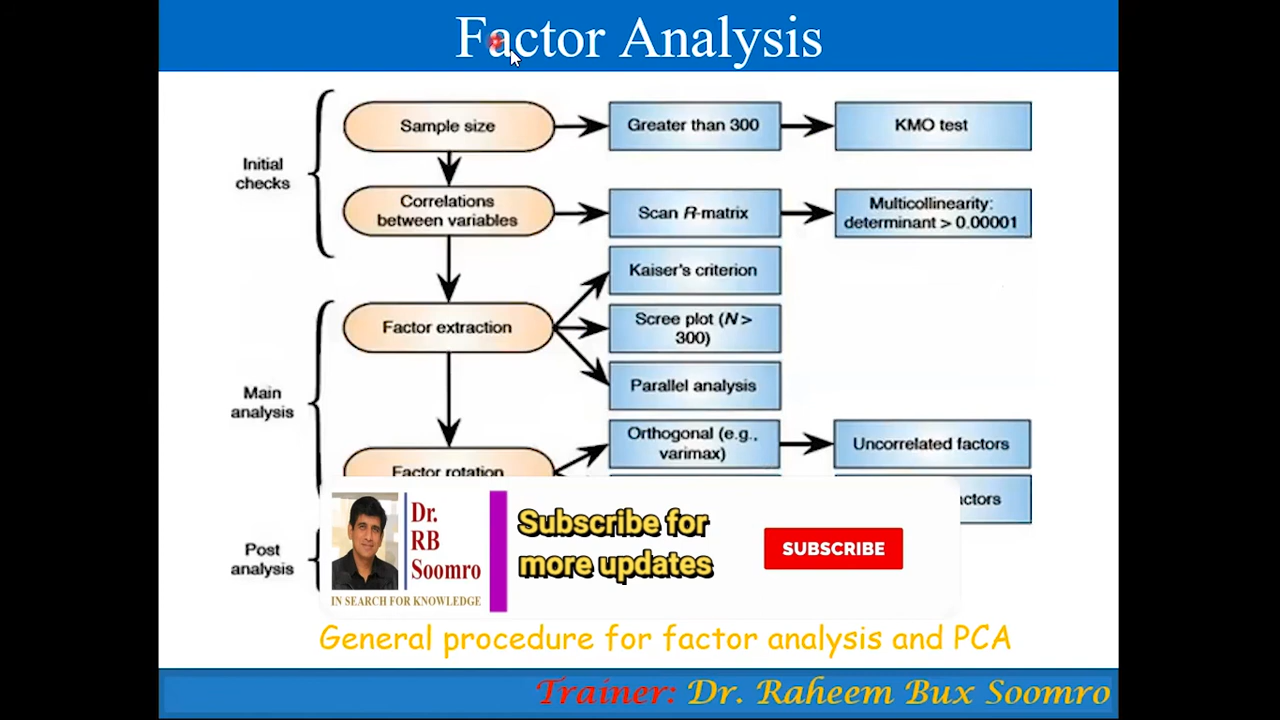 Factor Analysis
Initial
checks
Sample size
Greater than 300
KMO test
Correlations
between variables
Scan R-matrix
Multicollinearity:
determinant > 0.00001
Main
analysis
Factor extraction
Kaiser's criterion
Scree plot (N >
300)
Parallel analysis
Factor rotation
Orthogonal (e.g.,
varimax)
Uncorrelated factors
Post
analysis
Dr.
RB
Soomro
IN SEARCH FOR KNOWLEDGE
Subscribe for
more updates
SUBSCRIBE
General procedure for factor analysis and PCA
Trainer: Dr. Raheem Bux Soomro